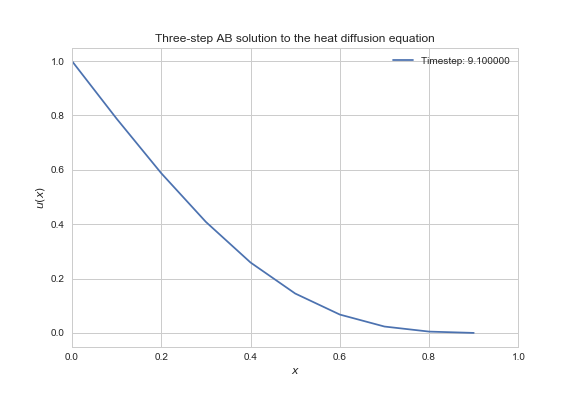 Three-step AB solution to the heat diffusion equation
Timestep: 9.100000
1.0
0.8
0.6
0.4
0.2
0.0
u(x)
0.0 0.2 0.4 0.6 0.8 1.0
x